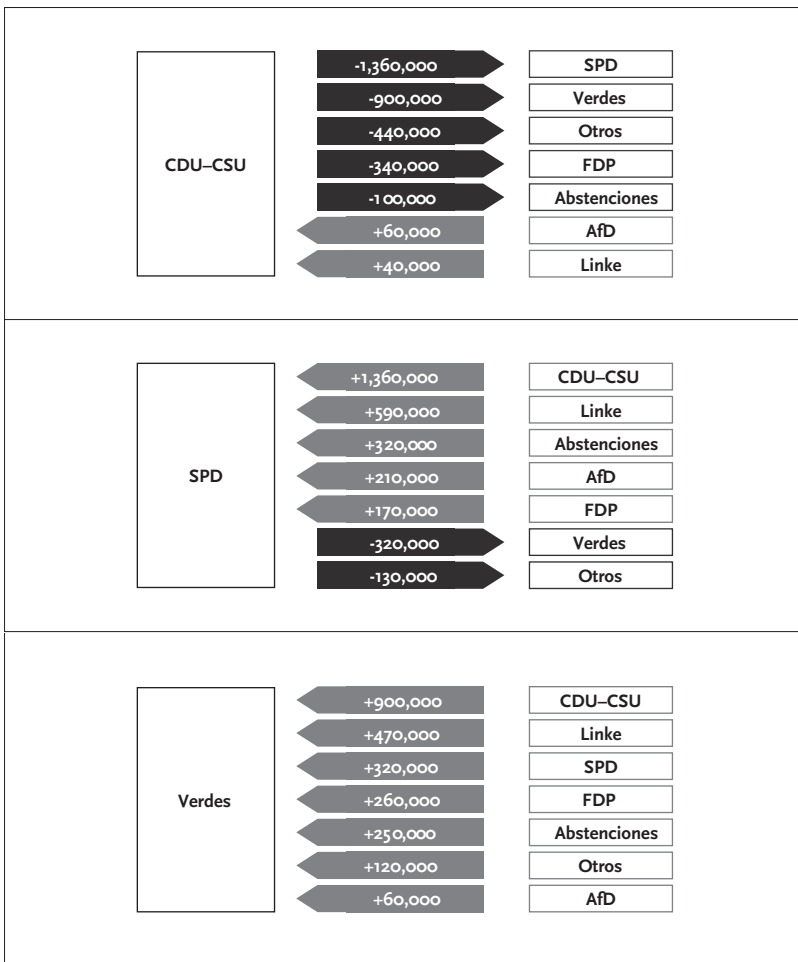 CDU–CSU
-1,360,000 SPD
-900,000 Verdes
-440,000 Otros
-340,000 FDP
-100,000 Abstenciones
+60,000 AfD
+40,000 Linke
SPD
+1,360,000 CDU–CSU
+590,000 Linke
+320,000 Abstenciones
+210,000 AfD
+170,000 FDP
-320,000 Verdes
-130,000 Otros
Verdes
+900,000 CDU–CSU
+470,000 Linke
+320,000 SPD
+260,000 FDP
+250,000 Abstenciones
+120,000 Otros
+60,000 AfD